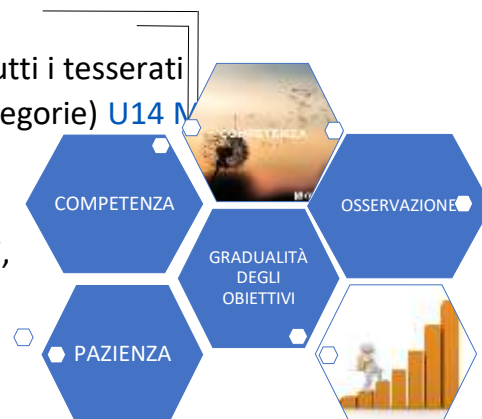 utti i tesserati
egorie) U14 M
COMPETENZA
COMPETENZA
OSSERVAZIONE
GRADUALITÀ
DEGLI
OBIETTIVI
,
PAZIENZA